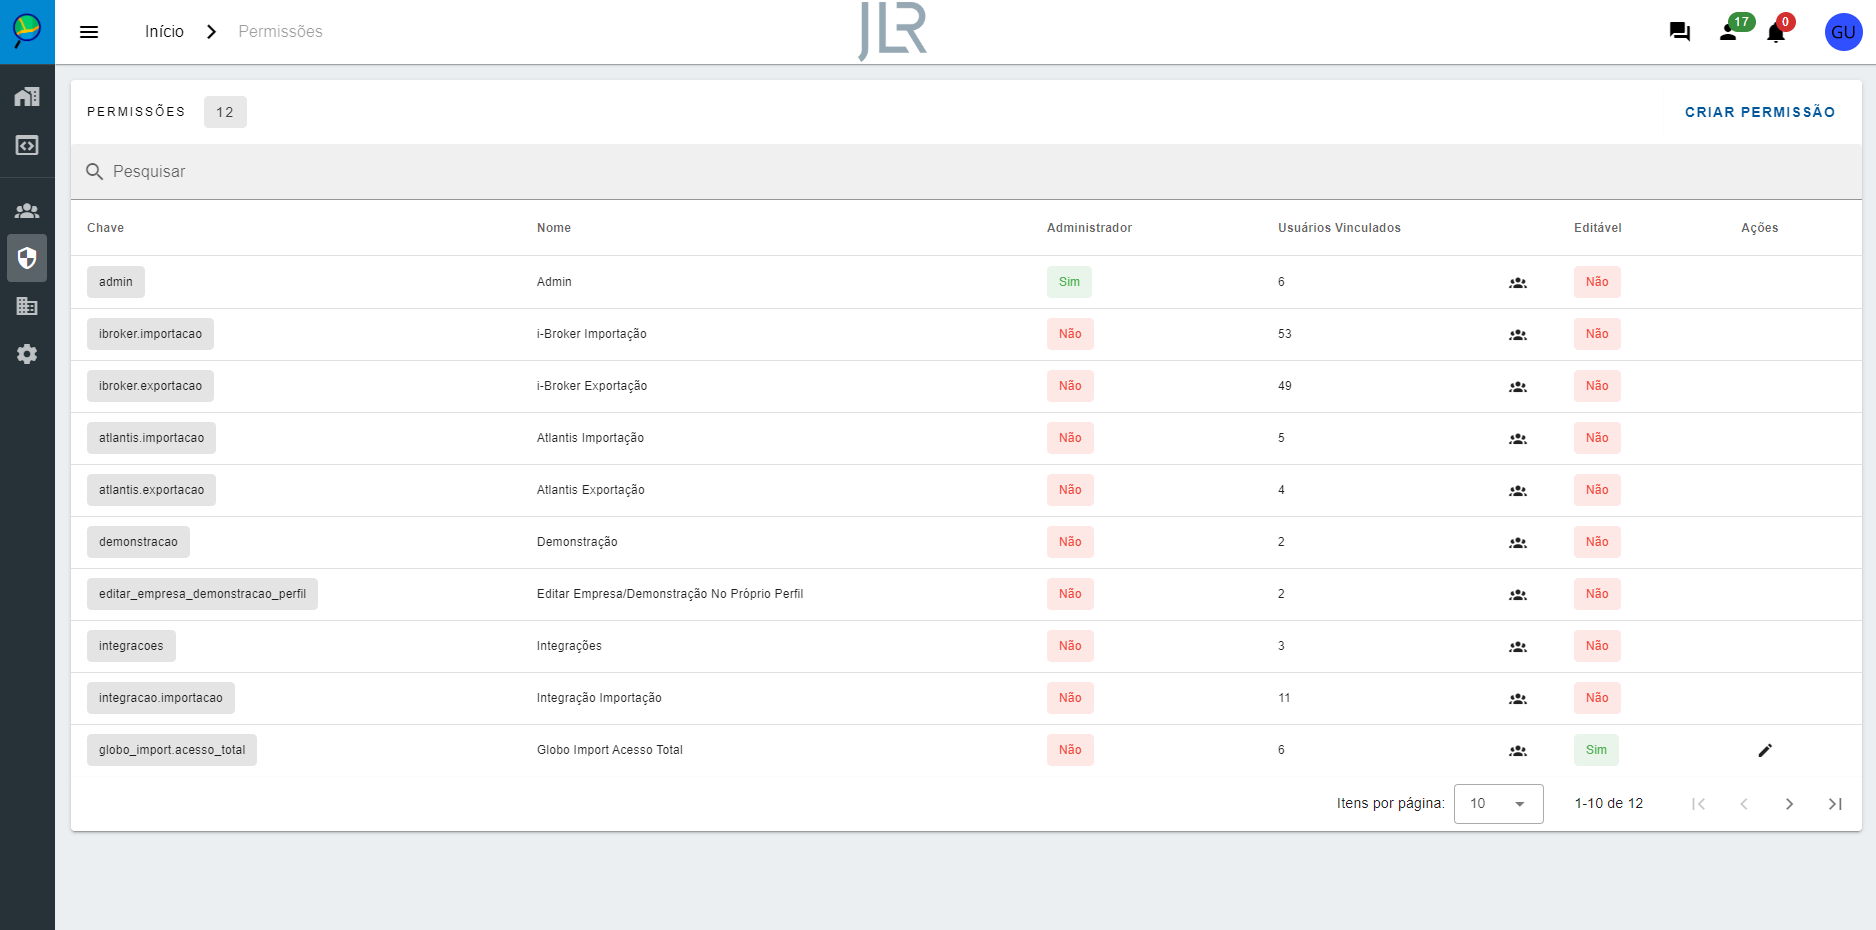 Início Permissões JLR 17 0 GU
PERMISSÕES 12 CRIAR PERMISSÃO
Pesquisar
Chave Nome Administrador Usuários Vinculados Editável Ações
admin Admin Sim 6 Não
ibroker.importacao i-Broker Importação Não 53 Não
ibroker.exportacao i-Broker Exportação Não 49 Não
atlantis.importacao Atlantis Importação Não 5 Não
atlantis.exportacao Atlantis Exportação Não 4 Não
demonstracao Demonstração Não 2 Não
editar_empresa_demonstracao_perfil Editar Empresa/Demonstração No Próprio Perfil Não 2 Não
integracoes Integrações Não 3 Não
integracao.importacao Integração Importação Não 11 Não
globo_import.acesso_total Globo Import Acesso Total Não 6 Sim
Itens por página: 10 1-10 de 12